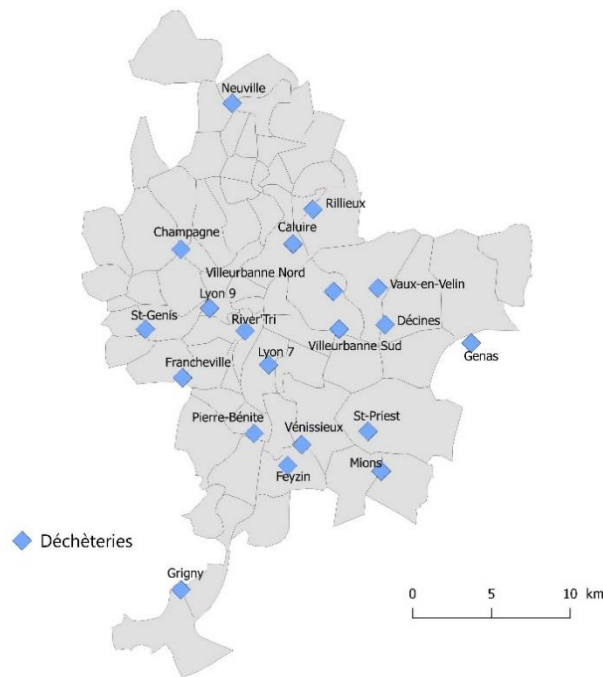 Neuville
Rillieux
Caluire
Champagne
Villeurbanne Nord
Vaux-en-Velin
Lyon 9
St-Genis
River'Tri
Décines
Villeurbanne Sud
Genas
Lyon 7
Francheville
Pierre-Bénite
Vénissieux
St-Priest
Mions
Feyzin
Déchèteries
Grigny
0 5 10 km